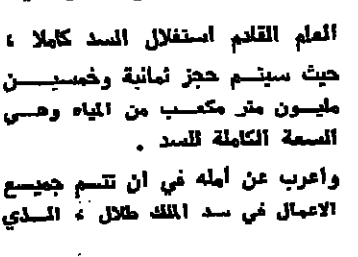 العام القادم استغلال السد كاملا ،
حيث سيتم حجز ثمانية وخمسين
مليون متر مكعب من المياه وهي
السعة الكاملة للسد .
واعرب عن أمله في ان تتم جميع
الاعمال في سد الملك طلال ، الذي